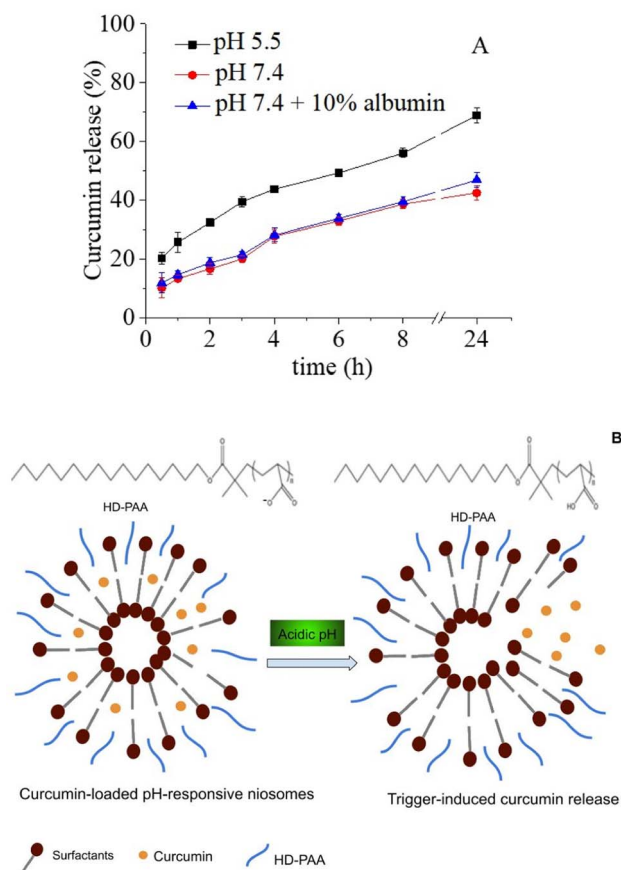 A
pH 5.5
pH 7.4
pH 7.4 + 10% albumin
Curcumin release (%)
100
80
60
40
20
0
0 2 4 6 8 24
time (h)
B
O
O
n
O
-O
O
O
n
O
HO
HD-PAA
HD-PAA
Acidic pH
Curcumin-loaded pH-responsive niosomes
Trigger-induced curcumin release
Surfactants
Curcumin
HD-PAA